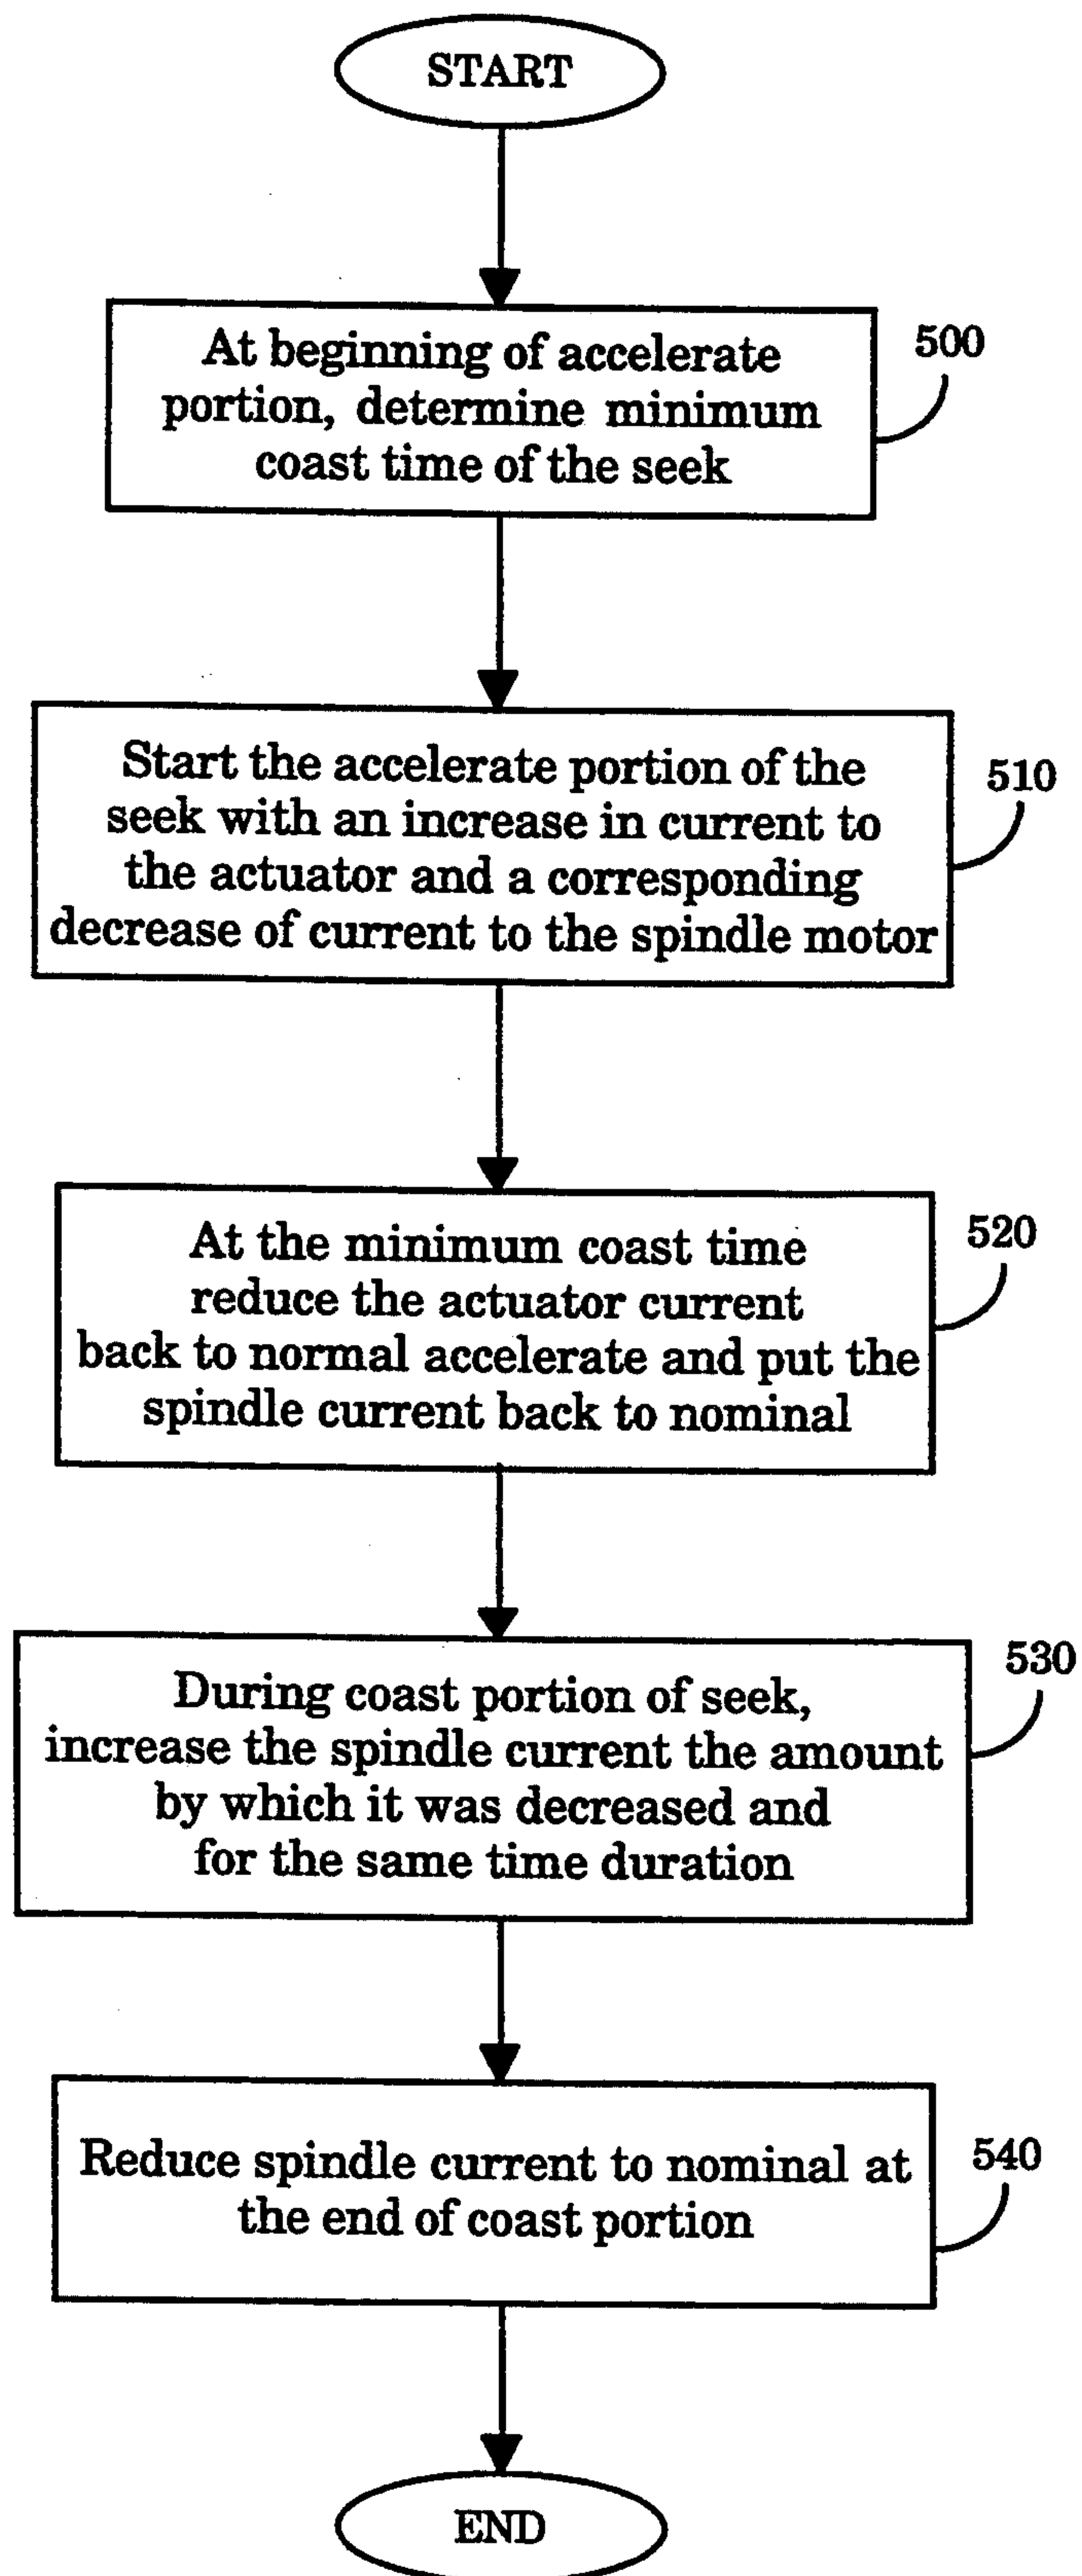 START
At beginning of accelerate
portion, determine minimum
coast time of the seek
500
Start the accelerate portion of the
seek with an increase in current to
the actuator and a corresponding
decrease of current to the spindle motor
510
At the minimum coast time
reduce the actuator current
back to normal accelerate and put the
spindle current back to nominal
520
During coast portion of seek,
increase the spindle current the amount
by which it was decreased and
for the same time duration
530
Reduce spindle current to nominal at
the end of coast portion
540
END